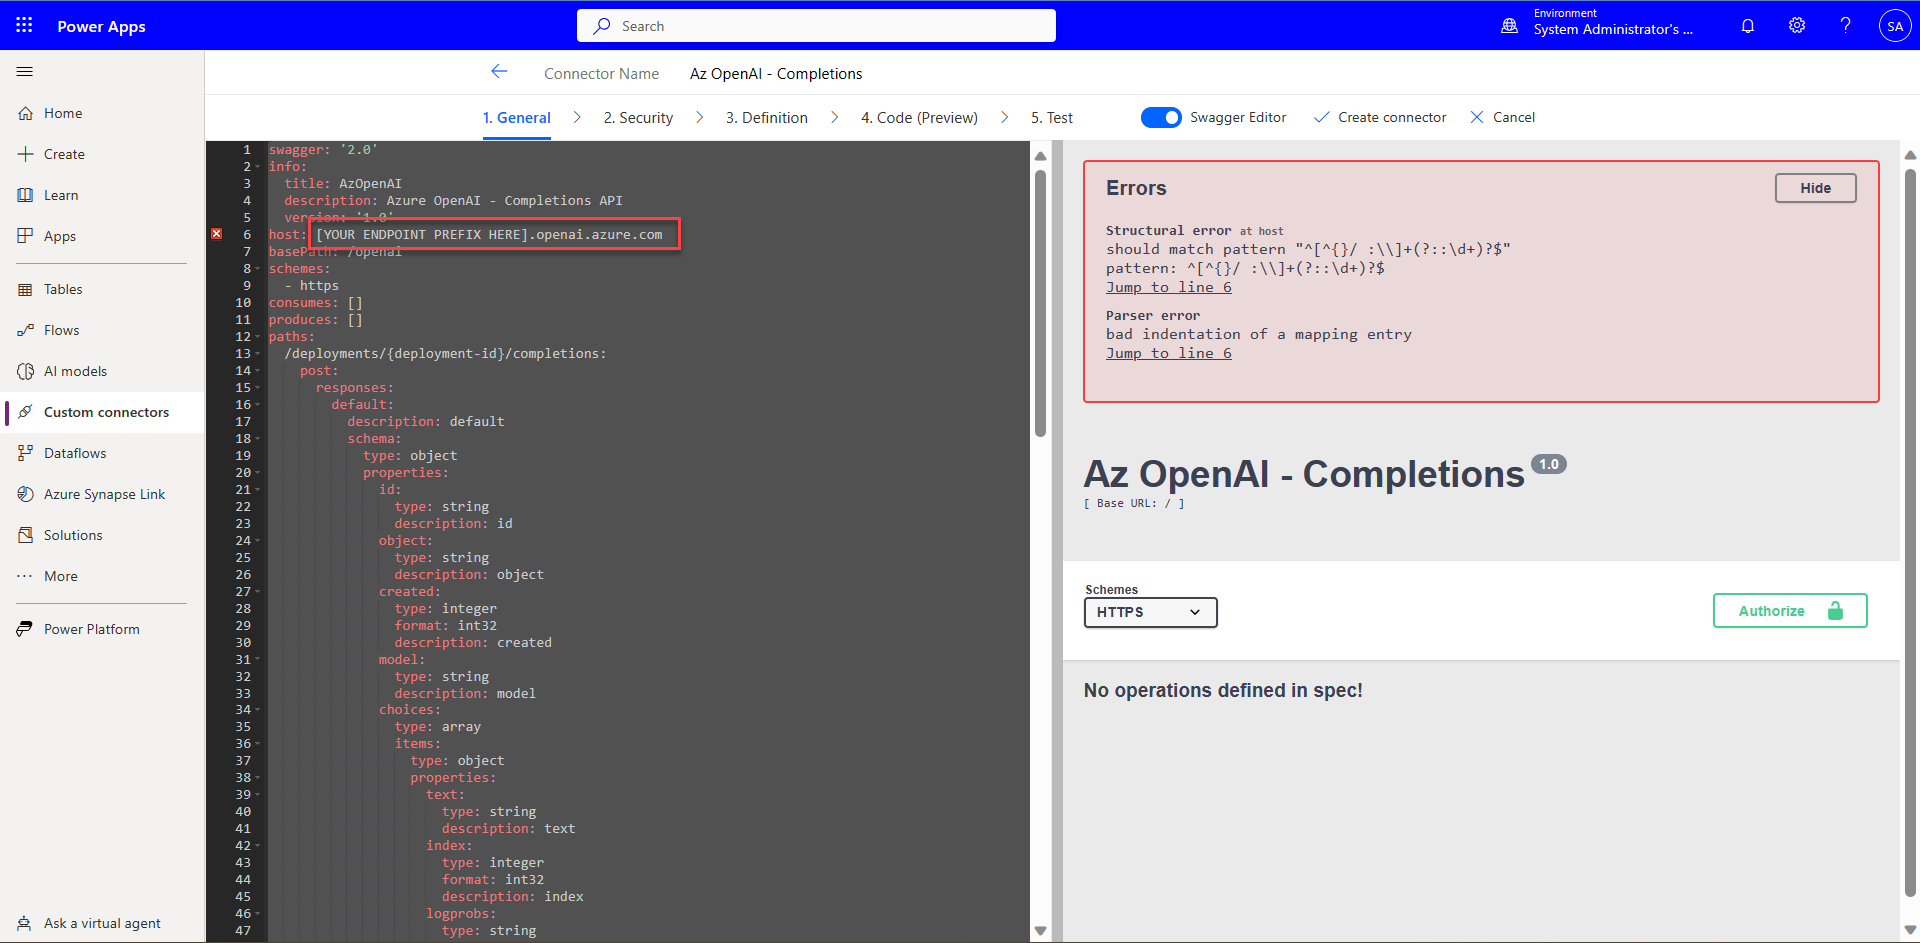 Power Apps
Search
Environment
System Administrator's ...
?
SA
Home
Create
Learn
Apps
Tables
Flows
AI models
Custom connectors
Dataflows
Azure Synapse Link
Solutions
More
Power Platform
Ask a virtual agent
Connector Name Az OpenAI - Completions
1. General 2. Security 3. Definition 4. Code (Preview) 5. Test Swagger Editor Create connector Cancel
1 swagger: '2.0'
2 info:
3 title: AzOpenAI
4 description: Azure OpenAI - Completions API
5 version: '1.0'
6 host: [YOUR ENDPOINT PREFIX HERE].openai.azure.com
7 basePath: /openai
8 schemes:
9 - https
10 consumes: []
11 produces: []
12 paths:
13 /deployments/{deployment-id}/completions:
14 post:
15 responses:
16 default:
17 description: default
18 schema:
19 type: object
20 properties:
21 id:
22 type: string
23 description: id
24 object:
25 type: string
26 description: object
27 created:
28 type: integer
29 format: int32
30 description: created
31 model:
32 type: string
33 description: model
34 choices:
35 type: array
36 items:
37 type: object
38 properties:
39 text:
40 type: string
41 description: text
42 index:
43 type: integer
44 format: int32
45 description: index
46 logprobs:
47 type: string
Errors
Hide
Structural error at host
should match pattern "^[^{}/ :\\]+(?::\d+)?$"
pattern: ^[^{}/ :\\]+(?::\d+)?$
Jump to line 6
Parser error
bad indentation of a mapping entry
Jump to line 6
Az OpenAI - Completions 1.0
[ Base URL: / ]
Schemes
HTTPS
Authorize
No operations defined in spec!